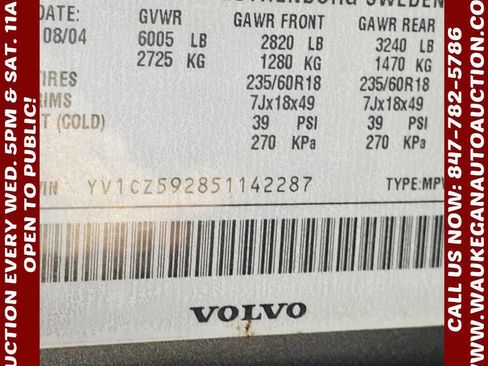 UCTION EVERY WED. 5PM & SAT. 11A
OPEN TO PUBLIC!
DATE: GVWR GAWR FRONT GAWR REAR
08/04 6005 LB 2820 LB 3240 LB
2725 KG 1280 KG 1470 KG
TIRES 235/60R18 235/60R18
RIMS 7Jx18x49 7Jx18x49
T (COLD) 39 PSI 39 PSI
270 KPa 270 KPa
VIN YV1CZ592851142287 TYPE:MPV
VOLVO
CALL US NOW: 847-782-5786
WWW.WAUKEGANAUTOAUCTION.COM